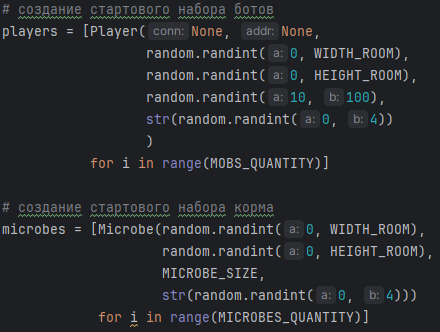 # создание стартового набора ботов
players = [Player( conn: None, addr: None,
random.randint( a: 0, WIDTH_ROOM),
random.randint( a: 0, HEIGHT_ROOM),
random.randint( a: 10, b: 100),
str(random.randint( a: 0, b: 4))
)
for i in range(MOBS_QUANTITY)]
# создание стартового набора корма
microbes = [Microbe(random.randint( a: 0, WIDTH_ROOM),
random.randint( a: 0, HEIGHT_ROOM),
MICROBE_SIZE,
str(random.randint( a: 0, b: 4)))
for i in range(MICROBES_QUANTITY)]